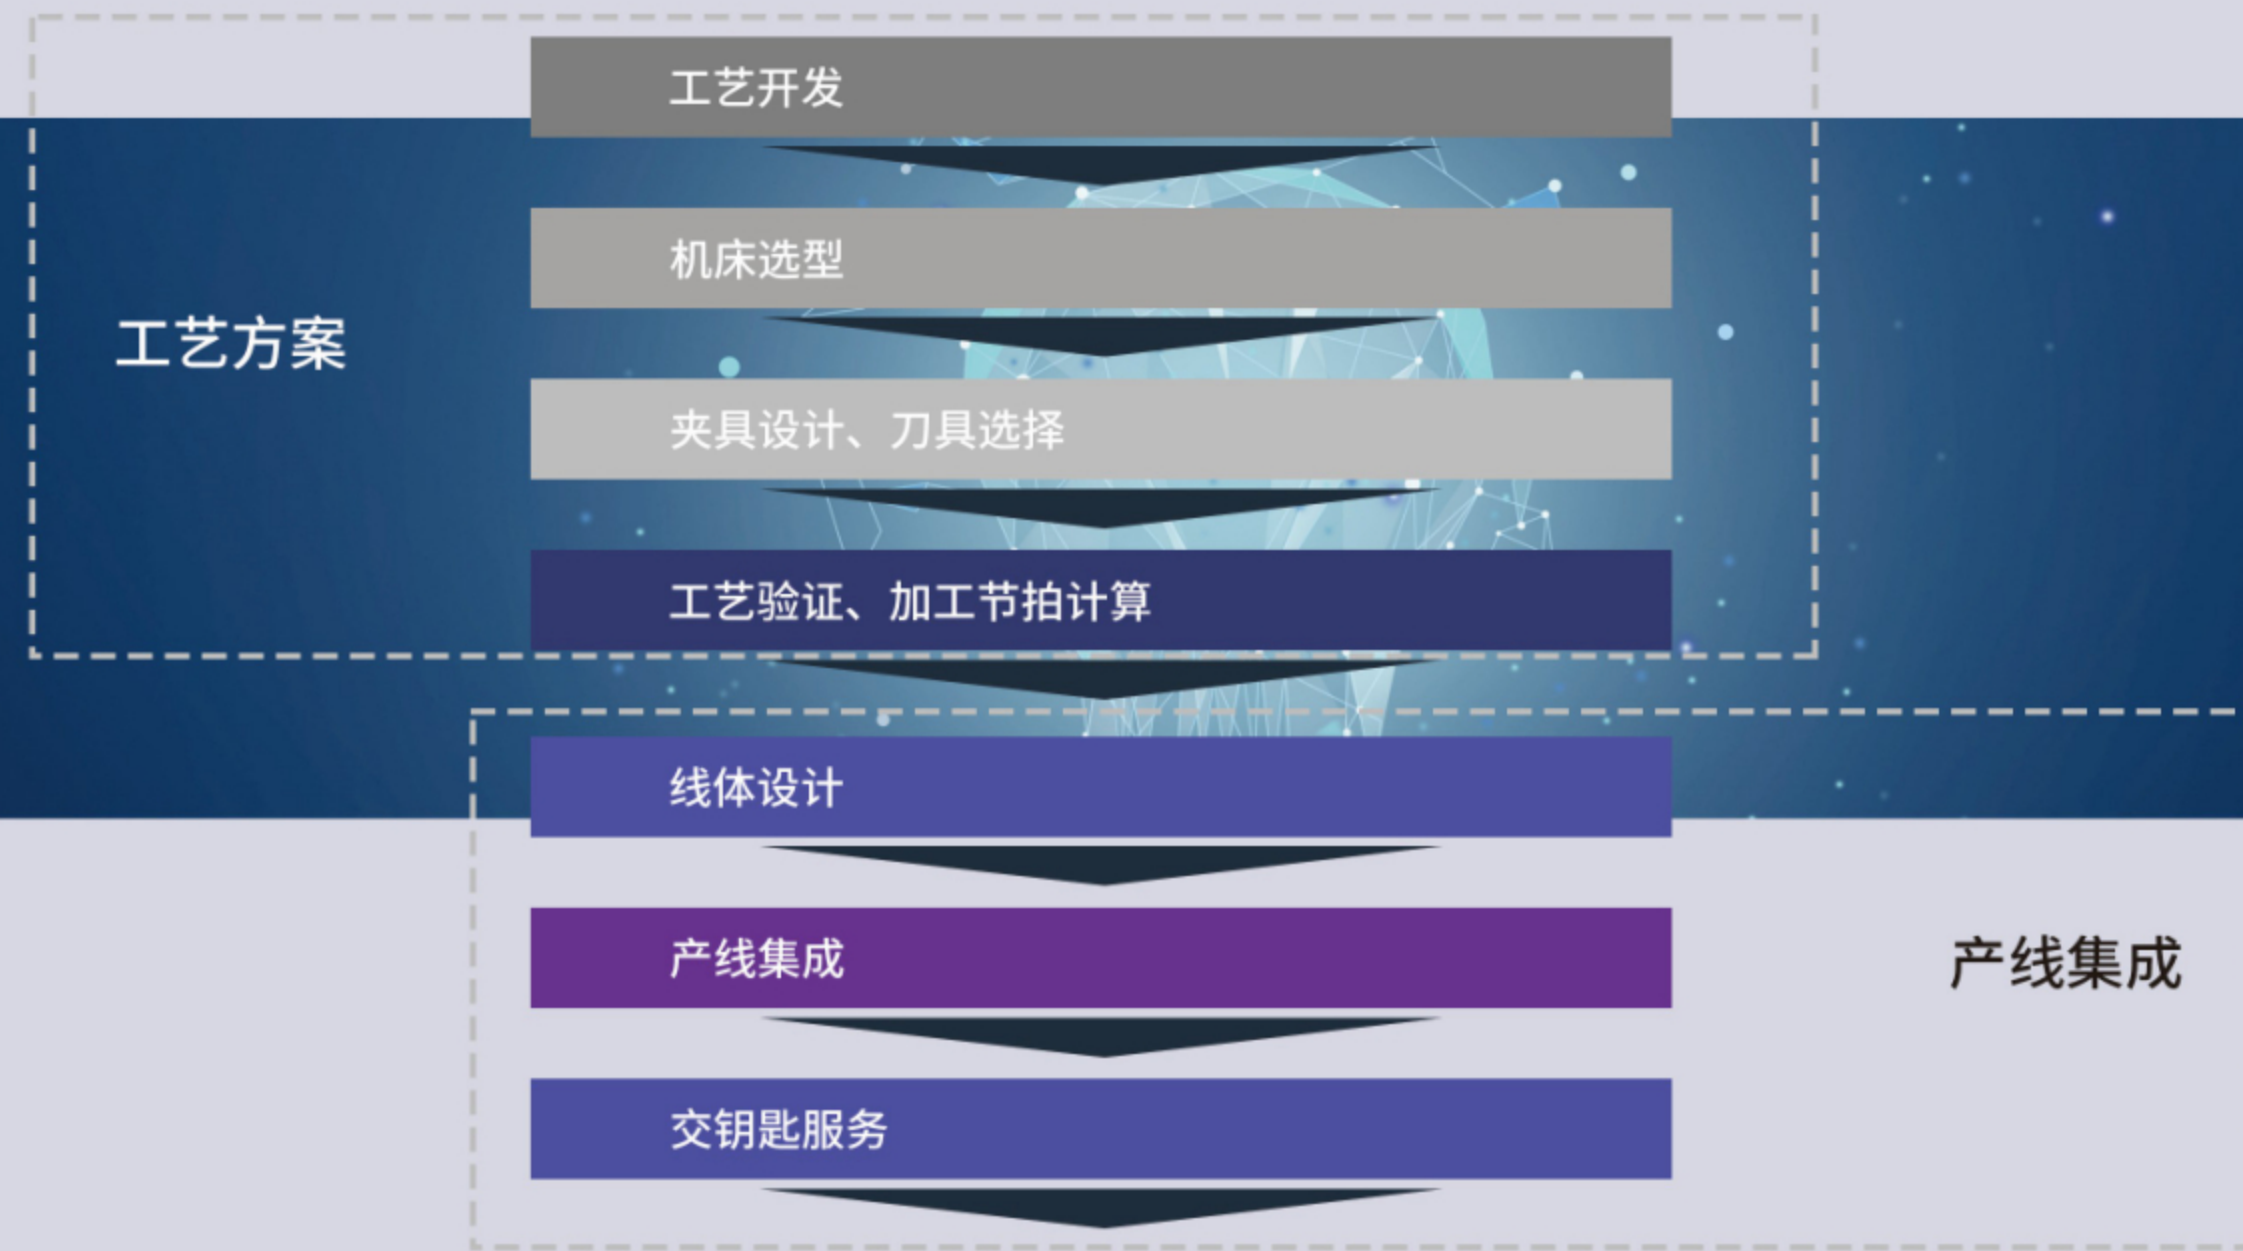 工艺开发
机床选型
工艺方案
夹具设计、刀具选择
工艺验证、加工节拍计算
线体设计
产线集成
产线集成
交钥匙服务